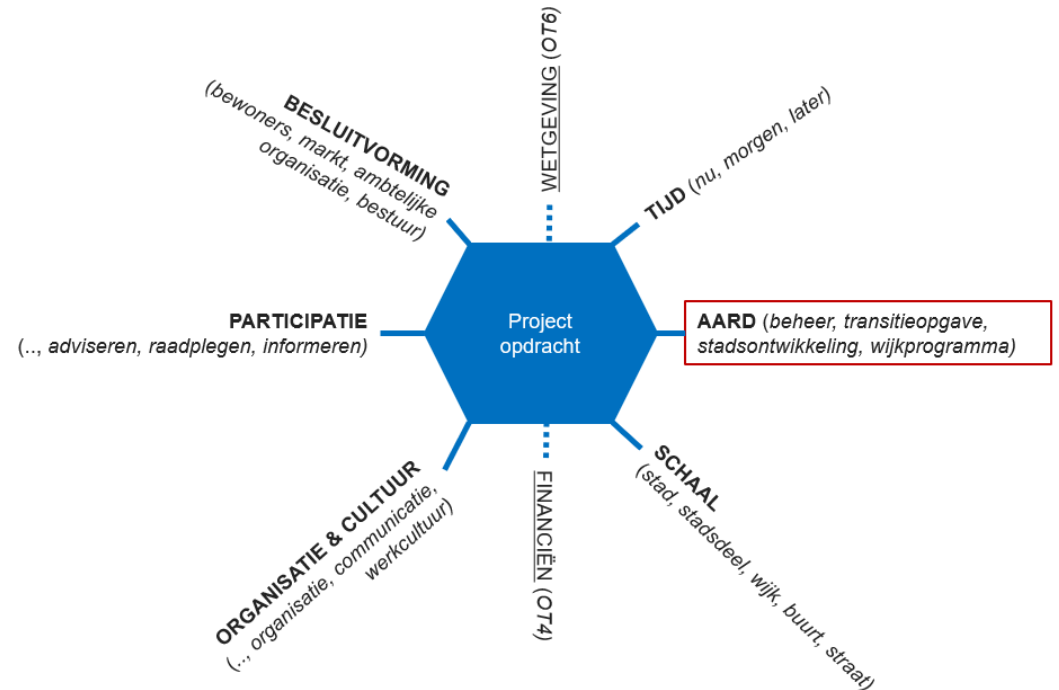 WETGEVING (OT6)
BESLUITVORMING
(bewoners, markt, ambtelijke
organisatie, bestuur)
TIJD (nu, morgen, later)
PARTICIPATIE
(.., adviseren, raadplegen, informeren)
Project
opdracht
AARD (beheer, transitieopgave,
stadsontwikkeling, wijkprogramma)
ORGANISATIE & CULTUUR
(.., organisatie, communicatie,
werkcultuur)
FINANCIËN (OT4)
SCHAAL
(stad, stadsdeel, wijk, buurt, straat)